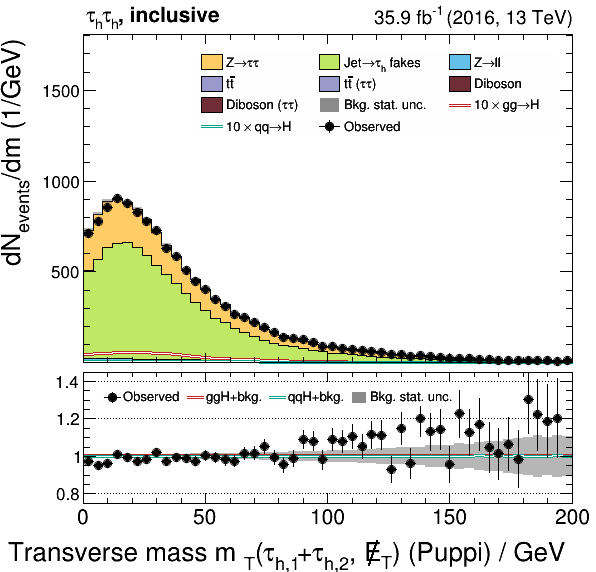 τhτh, inclusive 35.9 fb⁻¹ (2016, 13 TeV)
dNevents/dm (1/GeV)
Z→ττ Jet→τh fakes Z→ll
tt̄ tt̄ (ττ) Diboson
Diboson (ττ) Bkg. stat. unc. 10 × gg→H
10 × qq→H Observed
1500
1000
500
Observed ggH+bkg. qqH+bkg. Bkg. stat. unc.
1.4
1.2
1
0.8
0 50 100 150 200
Transverse mass m T(τh,1+τh,2, E̸T) (Puppi) / GeV